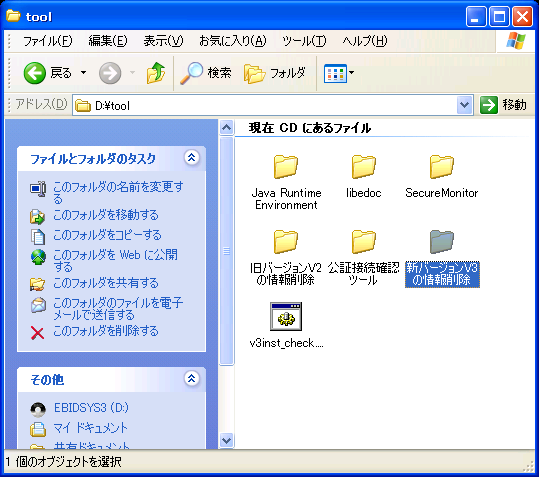 tool
ファイル(F) 編集(E) 表示(V) お気に入り(A) ツール(T) ヘルプ(H)
戻る 検索 フォルダ
アドレス(D) D:¥tool 移動
ファイルとフォルダのタスク
このフォルダの名前を変更す
る
このフォルダを移動する
このフォルダをコピーする
このフォルダを Web に公開
する
このフォルダを共有する
このフォルダのファイルを電子
メールで送信する
このフォルダを削除する
その他
EBIDSYS3 (D:)
マイ ドキュメント
共有ドキュメント
現在 CD にあるファイル
Java Runtime
Environment
libedoc
SecureMonitor
旧バージョンV2
の情報削除
公証接続確認
ツール
新バージョンV3
の情報削除
v3inst_check....
1 個のオブジェクトを選択